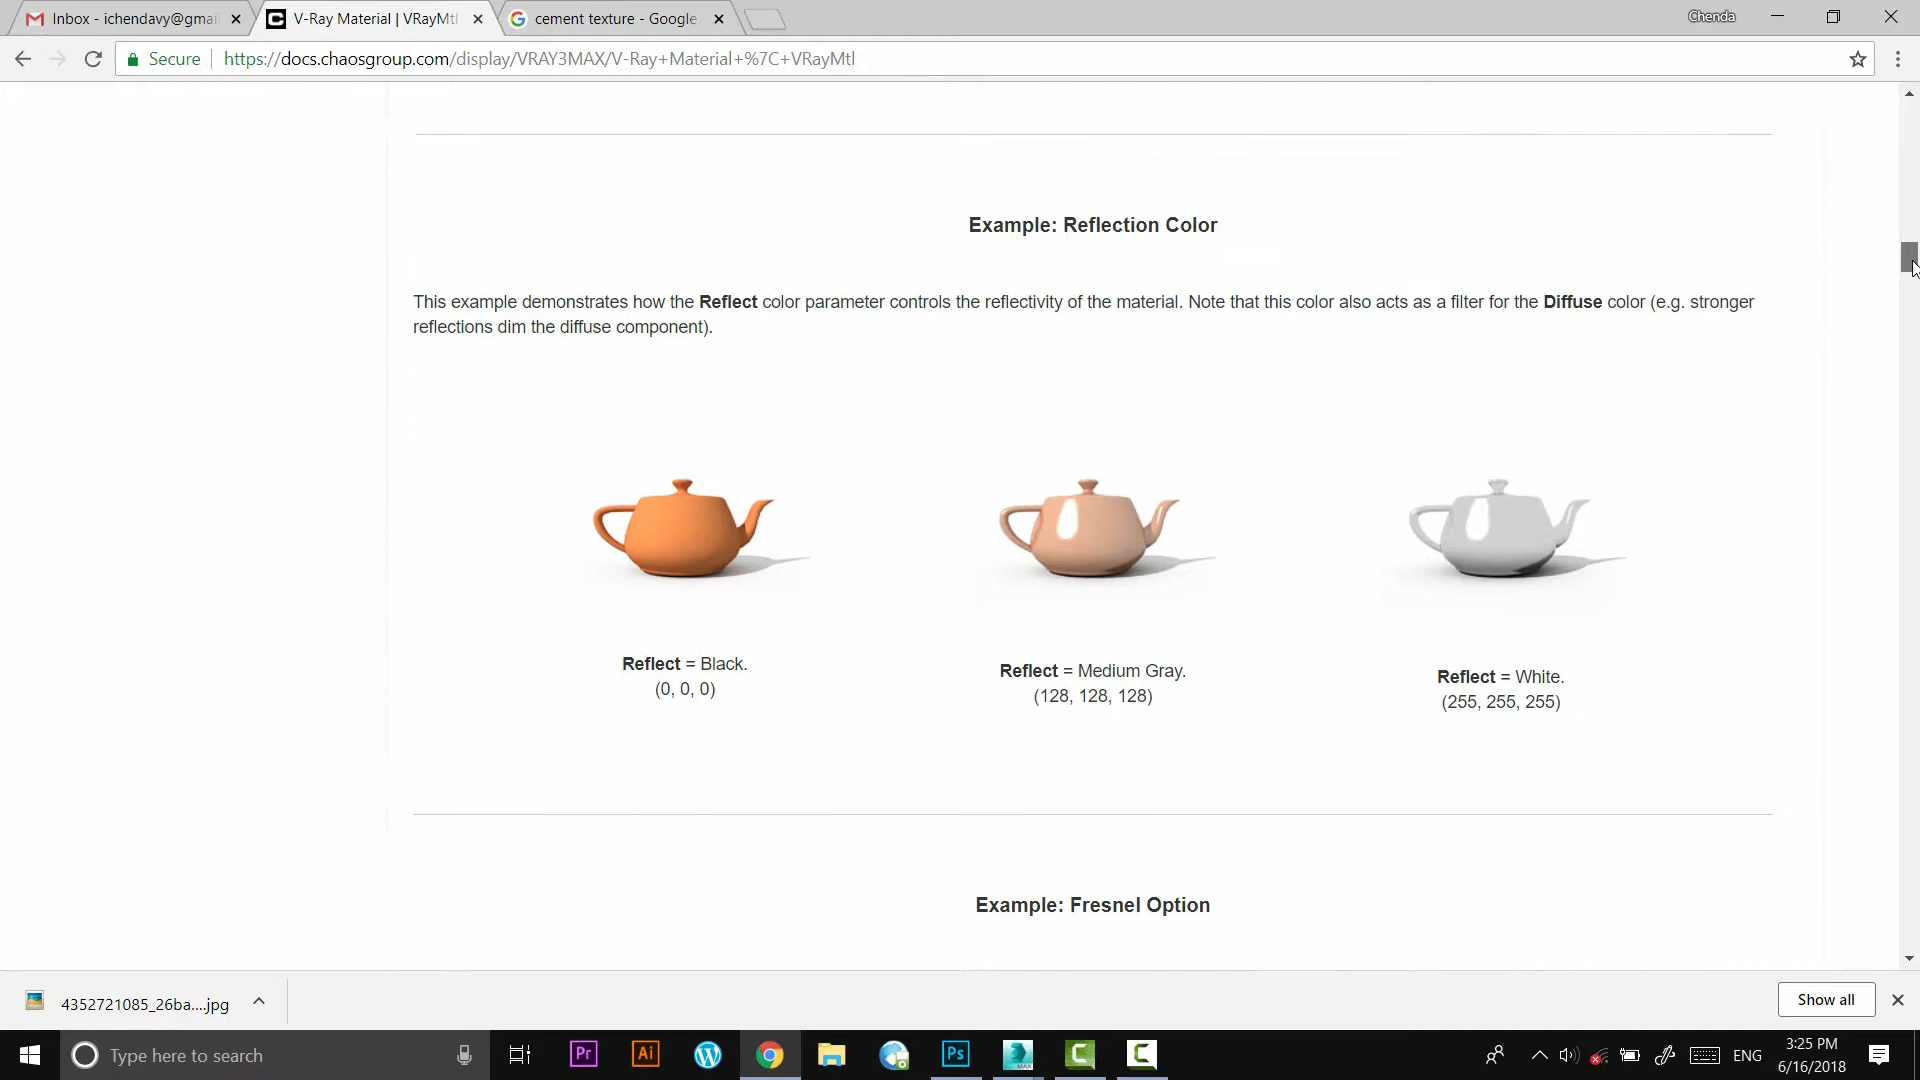 Inbox - ichendavy@gmai
V-Ray Material | VRayMtl
cement texture - Google
Chenda
Secure
https://docs.chaosgroup.com/display/VRAY3MAX/V-Ray+Material+%7C+VRayMtl
Example: Reflection Color
This example demonstrates how the Reflect color parameter controls the reflectivity of the material. Note that this color also acts as a filter for the Diffuse color (e.g. stronger
reflections dim the diffuse component).
Reflect = Black.
(0, 0, 0)
Reflect = Medium Gray.
(128, 128, 128)
Reflect = White.
(255, 255, 255)
Example: Fresnel Option
4352721085_26ba....jpg
Show all
Type here to search
Pr
Ai
Ps
MAX
ENG
3:25 PM
6/16/2018